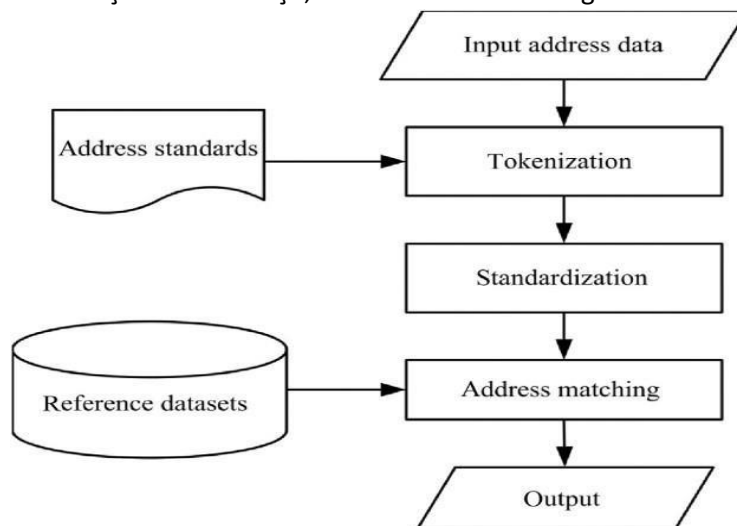 Input address data
Address standards
Tokenization
Standardization
Reference datasets
Address matching
Output